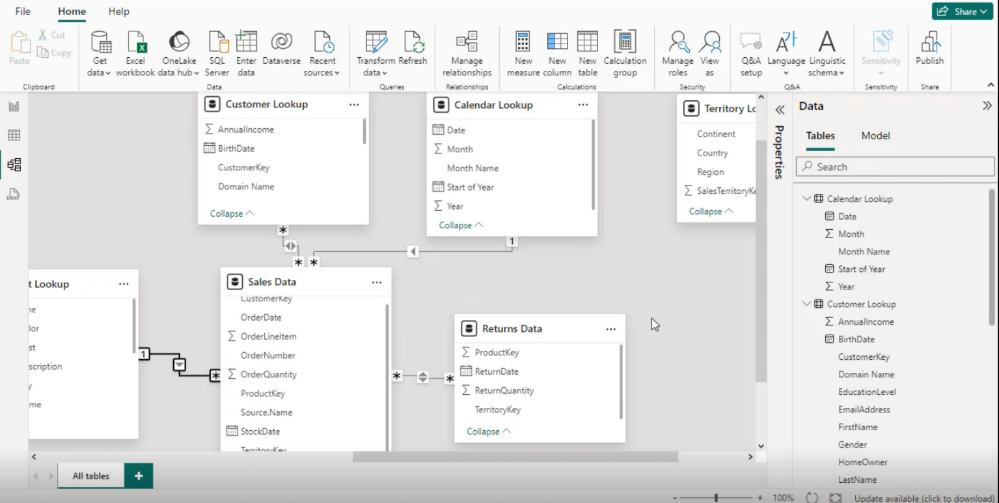 File Home Help
Share
Paste
Cut
Copy
Get data
Excel workbook
OneLake data hub
SQL Server
Enter data
Dataverse
Recent sources
Transform data
Refresh
Manage relationships
New measure
New column
New table
Calculation group
Manage roles
View as
Q&A setup
Language
Linguistic schema
Sensitivity
Publish
Clipboard
Data
Queries
Relationships
Calculations
Security
Q&A
Sensitivity
Share
Customer Lookup
AnnualIncome
BirthDate
CustomerKey
Domain Name
Collapse
Calendar Lookup
Date
Month
Month Name
Start of Year
Year
Collapse
Territory Lo
Continent
Country
Region
SalesTerritoryKe
Collapse
* 
* *
1
t Lookup
me
lor
st
scription
y
me
1
*
Sales Data
CustomerKey
OrderDate
OrderLineItem
OrderNumber
OrderQuantity
ProductKey
Source.Name
StockDate
TerritoryKey
* *
Returns Data
ProductKey
ReturnDate
ReturnQuantity
TerritoryKey
Collapse
Properties
Data
Tables Model
Search
Calendar Lookup
Date
Month
Month Name
Start of Year
Year
Customer Lookup
AnnualIncome
BirthDate
CustomerKey
Domain Name
EducationLevel
EmailAddress
FirstName
Gender
HomeOwner
LastName
All tables
- + 100%
Update available (click to download)